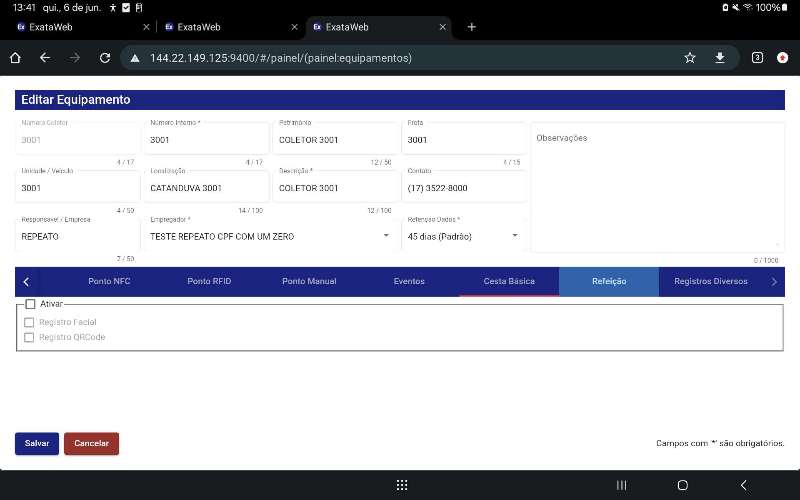 13:41 qui., 6 de jun.
100%
Ex ExataWeb
Ex ExataWeb
Ex ExataWeb
144.22.149.125:9400/#/painel/(painel:equipamentos)
3
Editar Equipamento
Número Coletor
3001
4 / 17
Número Interno *
3001
4 / 17
Patrimônio
COLETOR 3001
12 / 50
Frota
3001
4 / 15
Observações
0 / 1000
Unidade / Veículo
3001
4 / 50
Localização
CATANDUVA 3001
14 / 100
Descrição *
COLETOR 3001
12 / 100
Contato
(17) 3522-8000
Responsável / Empresa
REPEATO
7 / 50
Empregador *
TESTE REPEATO CPF COM UM ZERO
Retenção Dados *
45 dias (Padrão)
Ponto NFC
Ponto RFID
Ponto Manual
Eventos
Cesta Básica
Refeição
Registros Diversos
Ativar
Registro Facial
Registro QRCode
Salvar
Cancelar
Campos com '*' são obrigatórios.